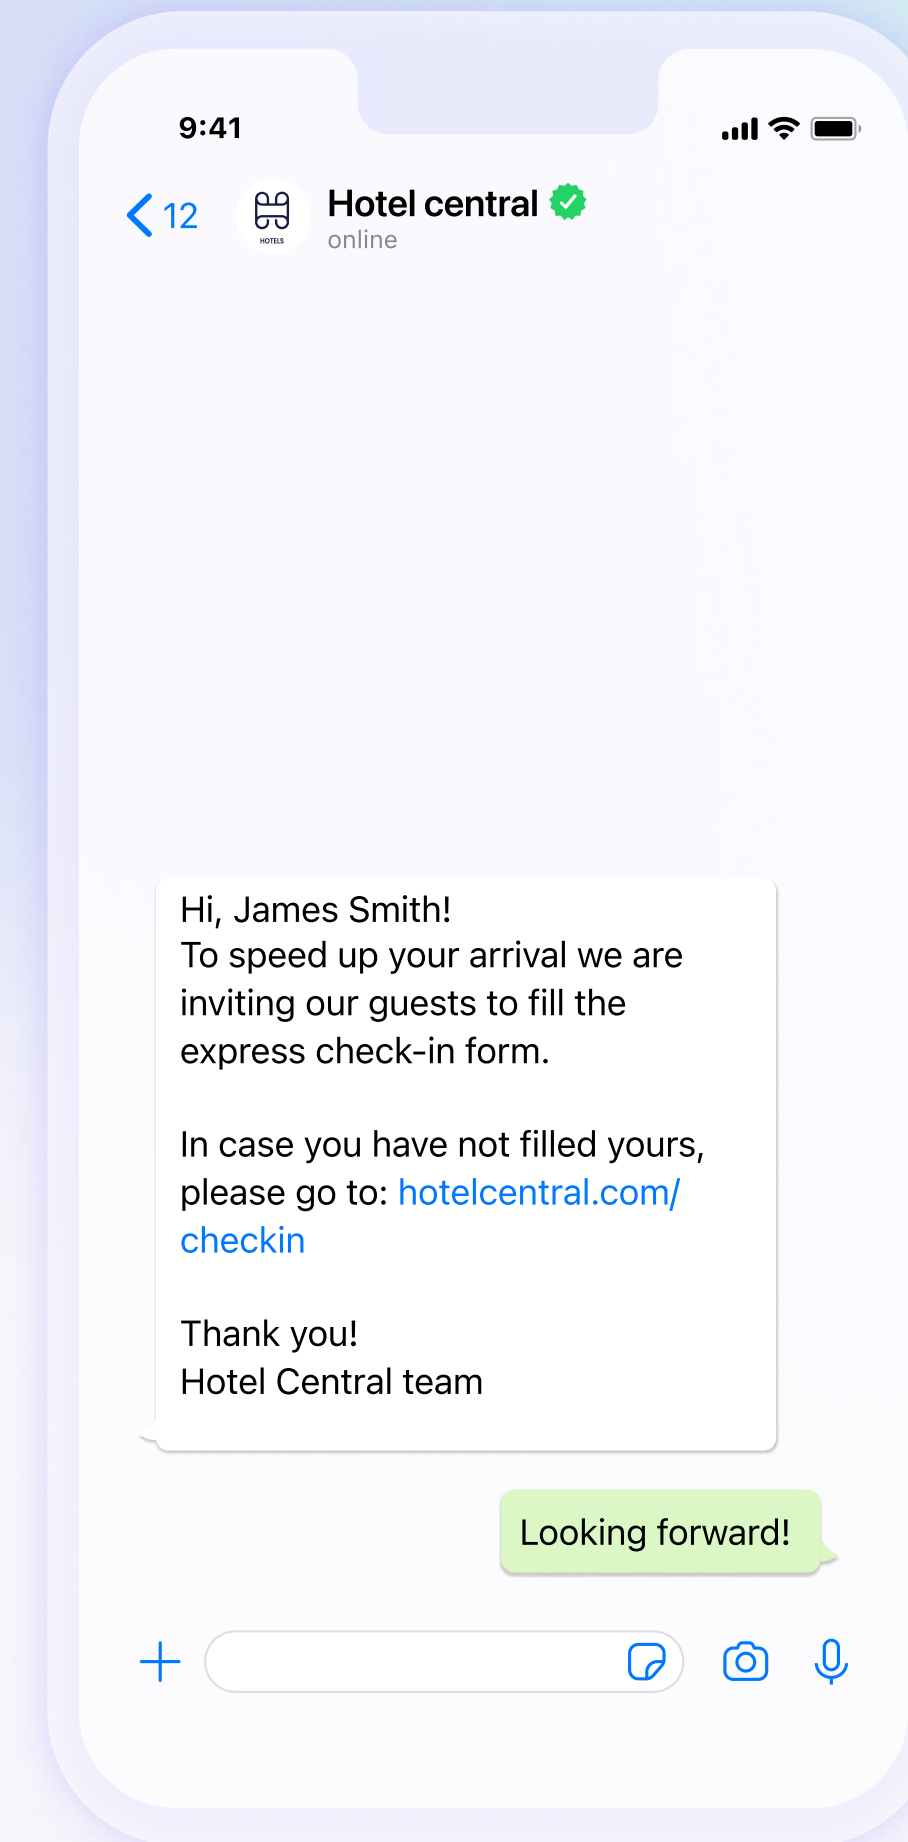 9:41
12
HOTELS
Hotel central
online
Hi, James Smith!
To speed up your arrival we are
inviting our guests to fill the
express check-in form.
In case you have not filled yours,
please go to: hotelcentral.com/
checkin
Thank you!
Hotel Central team
Looking forward!